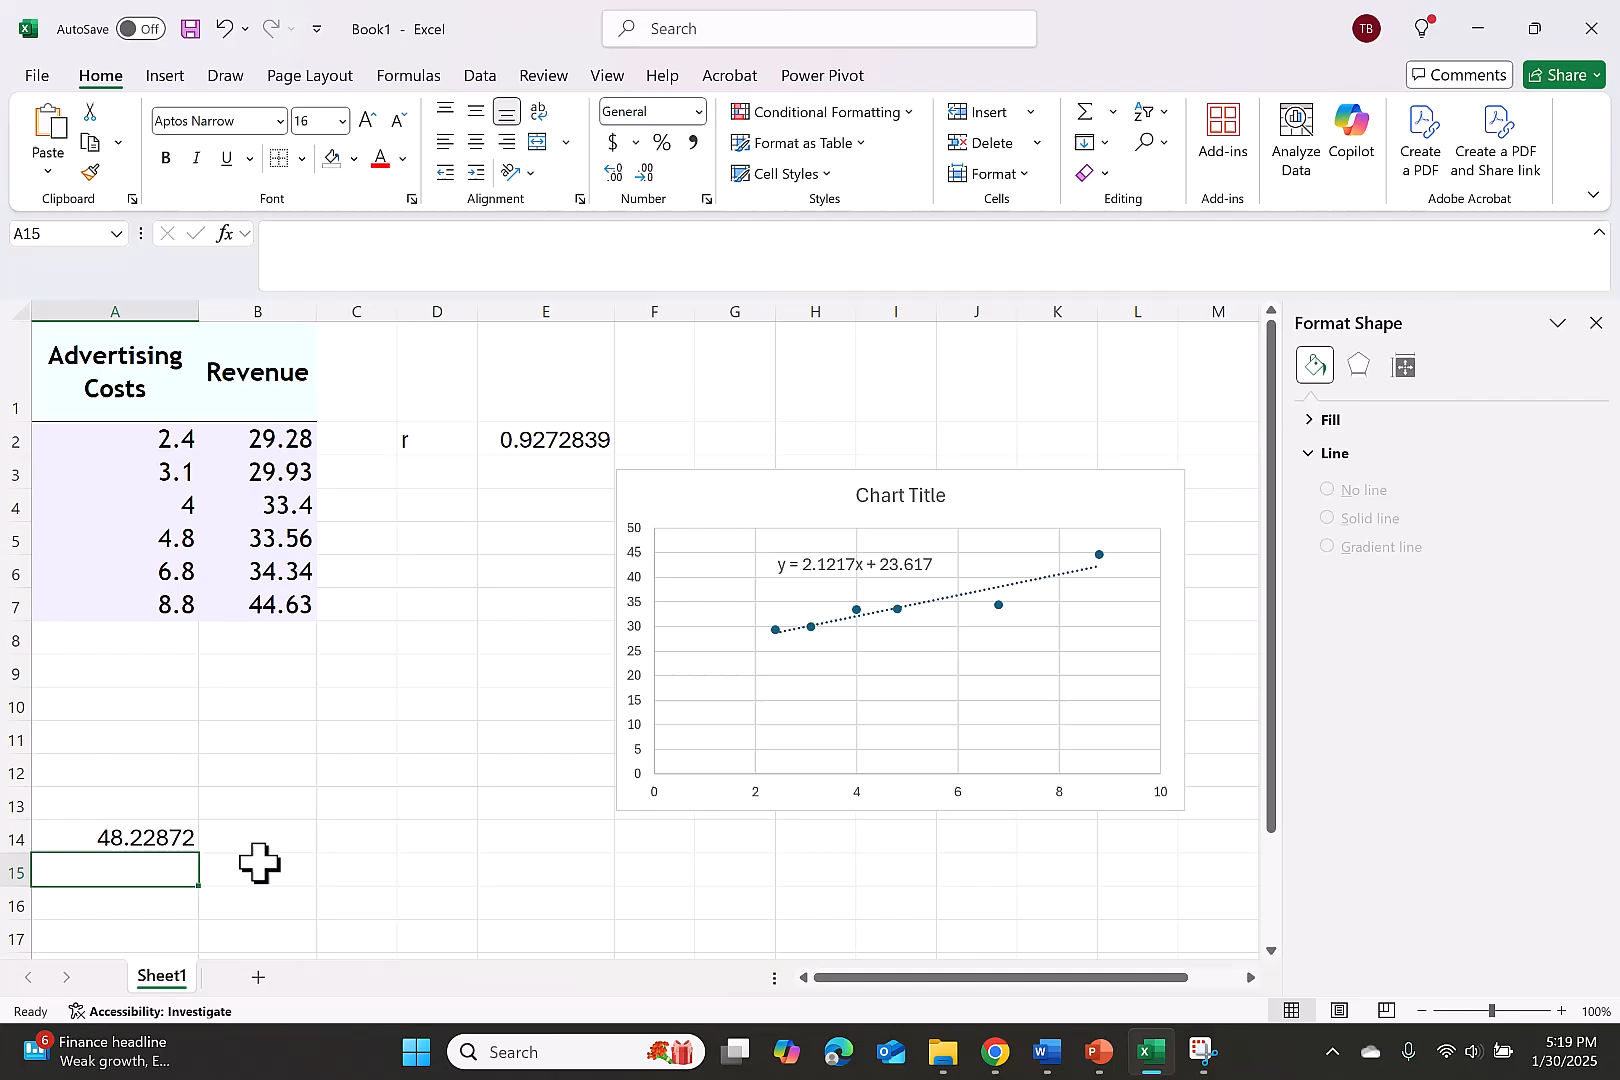 AutoSave Off Book1 - Excel Search TB
File Home Insert Draw Page Layout Formulas Data Review View Help Acrobat Power Pivot Comments Share
Paste
Clipboard
Aptos Narrow 16
B I U A
Font
ab
Alignment
General
$ % 9
.00 .00
Number
Conditional Formatting
Format as Table
Cell Styles
Styles
Insert
Delete
Format
Cells
Editing
Add-ins
Add-ins
Analyze Data
Copilot
Create a PDF
Create a PDF and Share link
Adobe Acrobat
A15 fx
A B C D E F G H I J K L M
1 Advertising Costs Revenue
2 2.4 29.28 r 0.9272839
3 3.1 29.93
4 4 33.4
5 4.8 33.56
6 6.8 34.34
7 8.8 44.63
8
9
10
11
12
13
14 48.22872
15
16
17
Chart Title
y = 2.1217x + 23.617
50
45
40
35
30
25
20
15
10
5
0
0 2 4 6 8 10
Format Shape
Fill
Line
No line
Solid line
Gradient line
Sheet1
Ready Accessibility: Investigate 100%
6 Finance headline
Weak growth, E...
Search
5:19 PM
1/30/2025